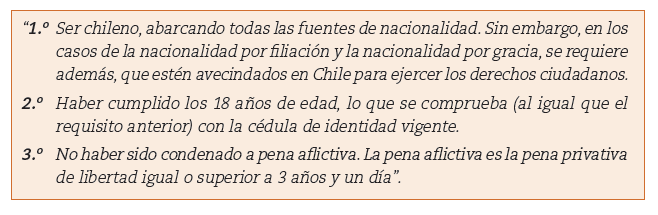 “1.º Ser chileno, abarcando todas las fuentes de nacionalidad. Sin embargo, en los
casos de la nacionalidad por filiación y la nacionalidad por gracia, se requiere
además, que estén avecindados en Chile para ejercer los derechos ciudadanos.
2.º Haber cumplido los 18 años de edad, lo que se comprueba (al igual que el
requisito anterior) con la cédula de identidad vigente.
3.º No haber sido condenado a pena aflictiva. La pena aflictiva es la pena privativa
de libertad igual o superior a 3 años y un día”.